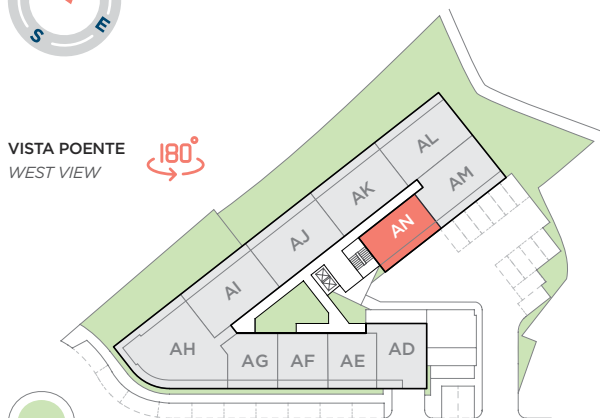 S
E
VISTA POENTE
WEST VIEW
180°
AL
AM
AK
AN
AJ
AI
AH
AG
AF
AE
AD